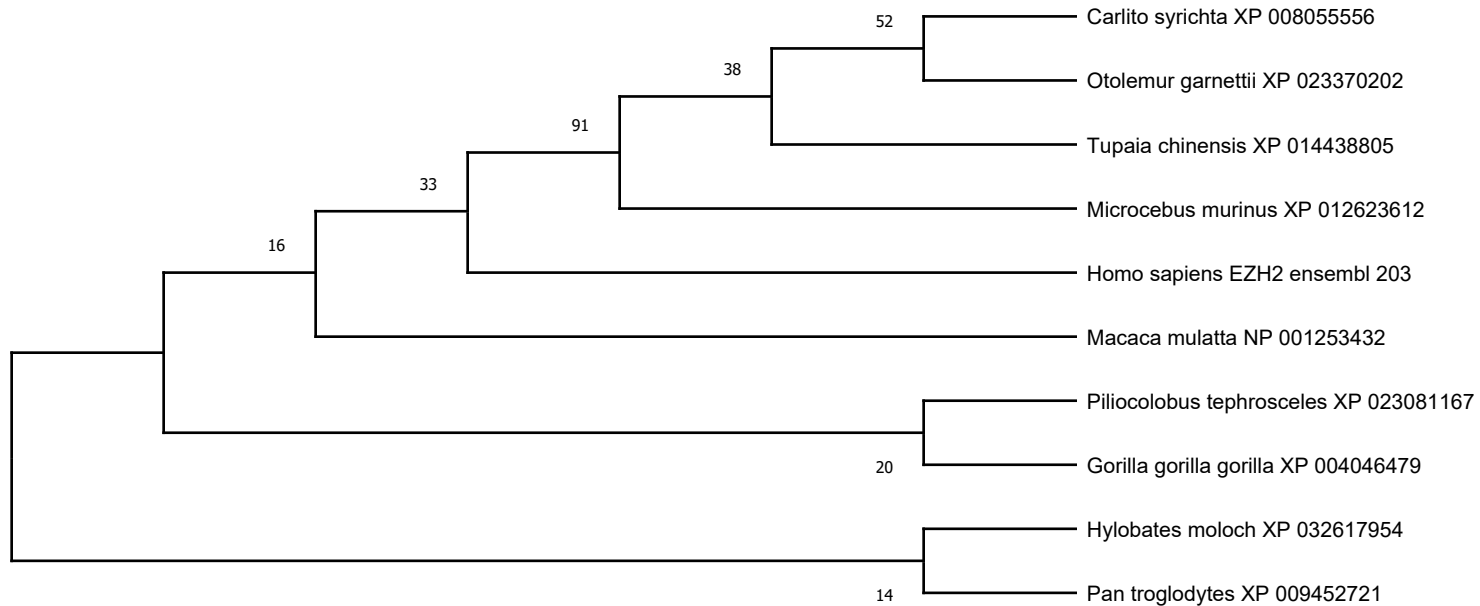 52
Carlito syrichta XP 008055556
38
Otolemur garnettii XP 023370202
91
Tupaia chinensis XP 014438805
33
Microcebus murinus XP 012623612
16
Homo sapiens EZH2 ensembl 203
Macaca mulatta NP 001253432
Piliocolobus tephrosceles XP 023081167
20
Gorilla gorilla gorilla XP 004046479
Hylobates moloch XP 032617954
14
Pan troglodytes XP 009452721